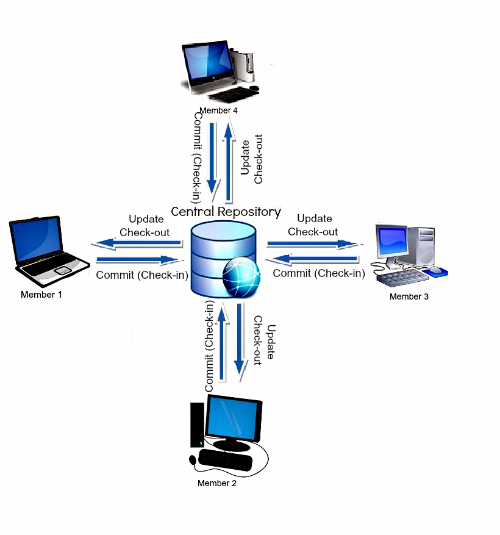 Member 4
Commit (Check-in)
Update
Check-out
Central Repository
Update
Check-out
Commit (Check-in)
Member 1
Update
Check-out
Commit (Check-in)
Member 3
Commit (Check-in)
Update
Check-out
Member 2